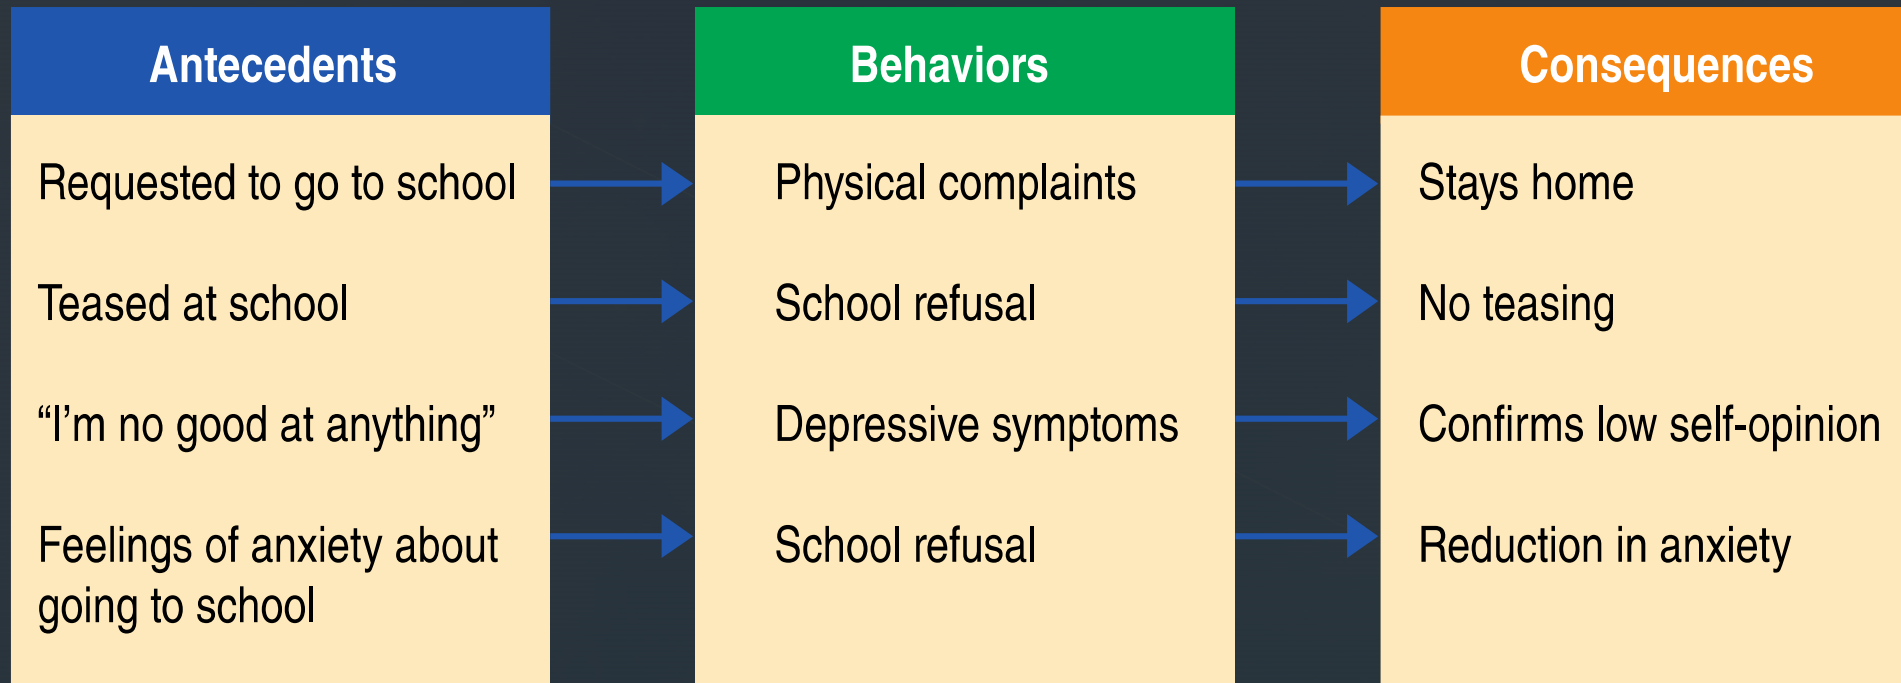 Antecedents
Behaviors
Consequences
Requested to go to school
Physical complaints
Stays home
Teased at school
School refusal
No teasing
“I’m no good at anything”
Depressive symptoms
Confirms low self-opinion
Feelings of anxiety about
going to school
School refusal
Reduction in anxiety